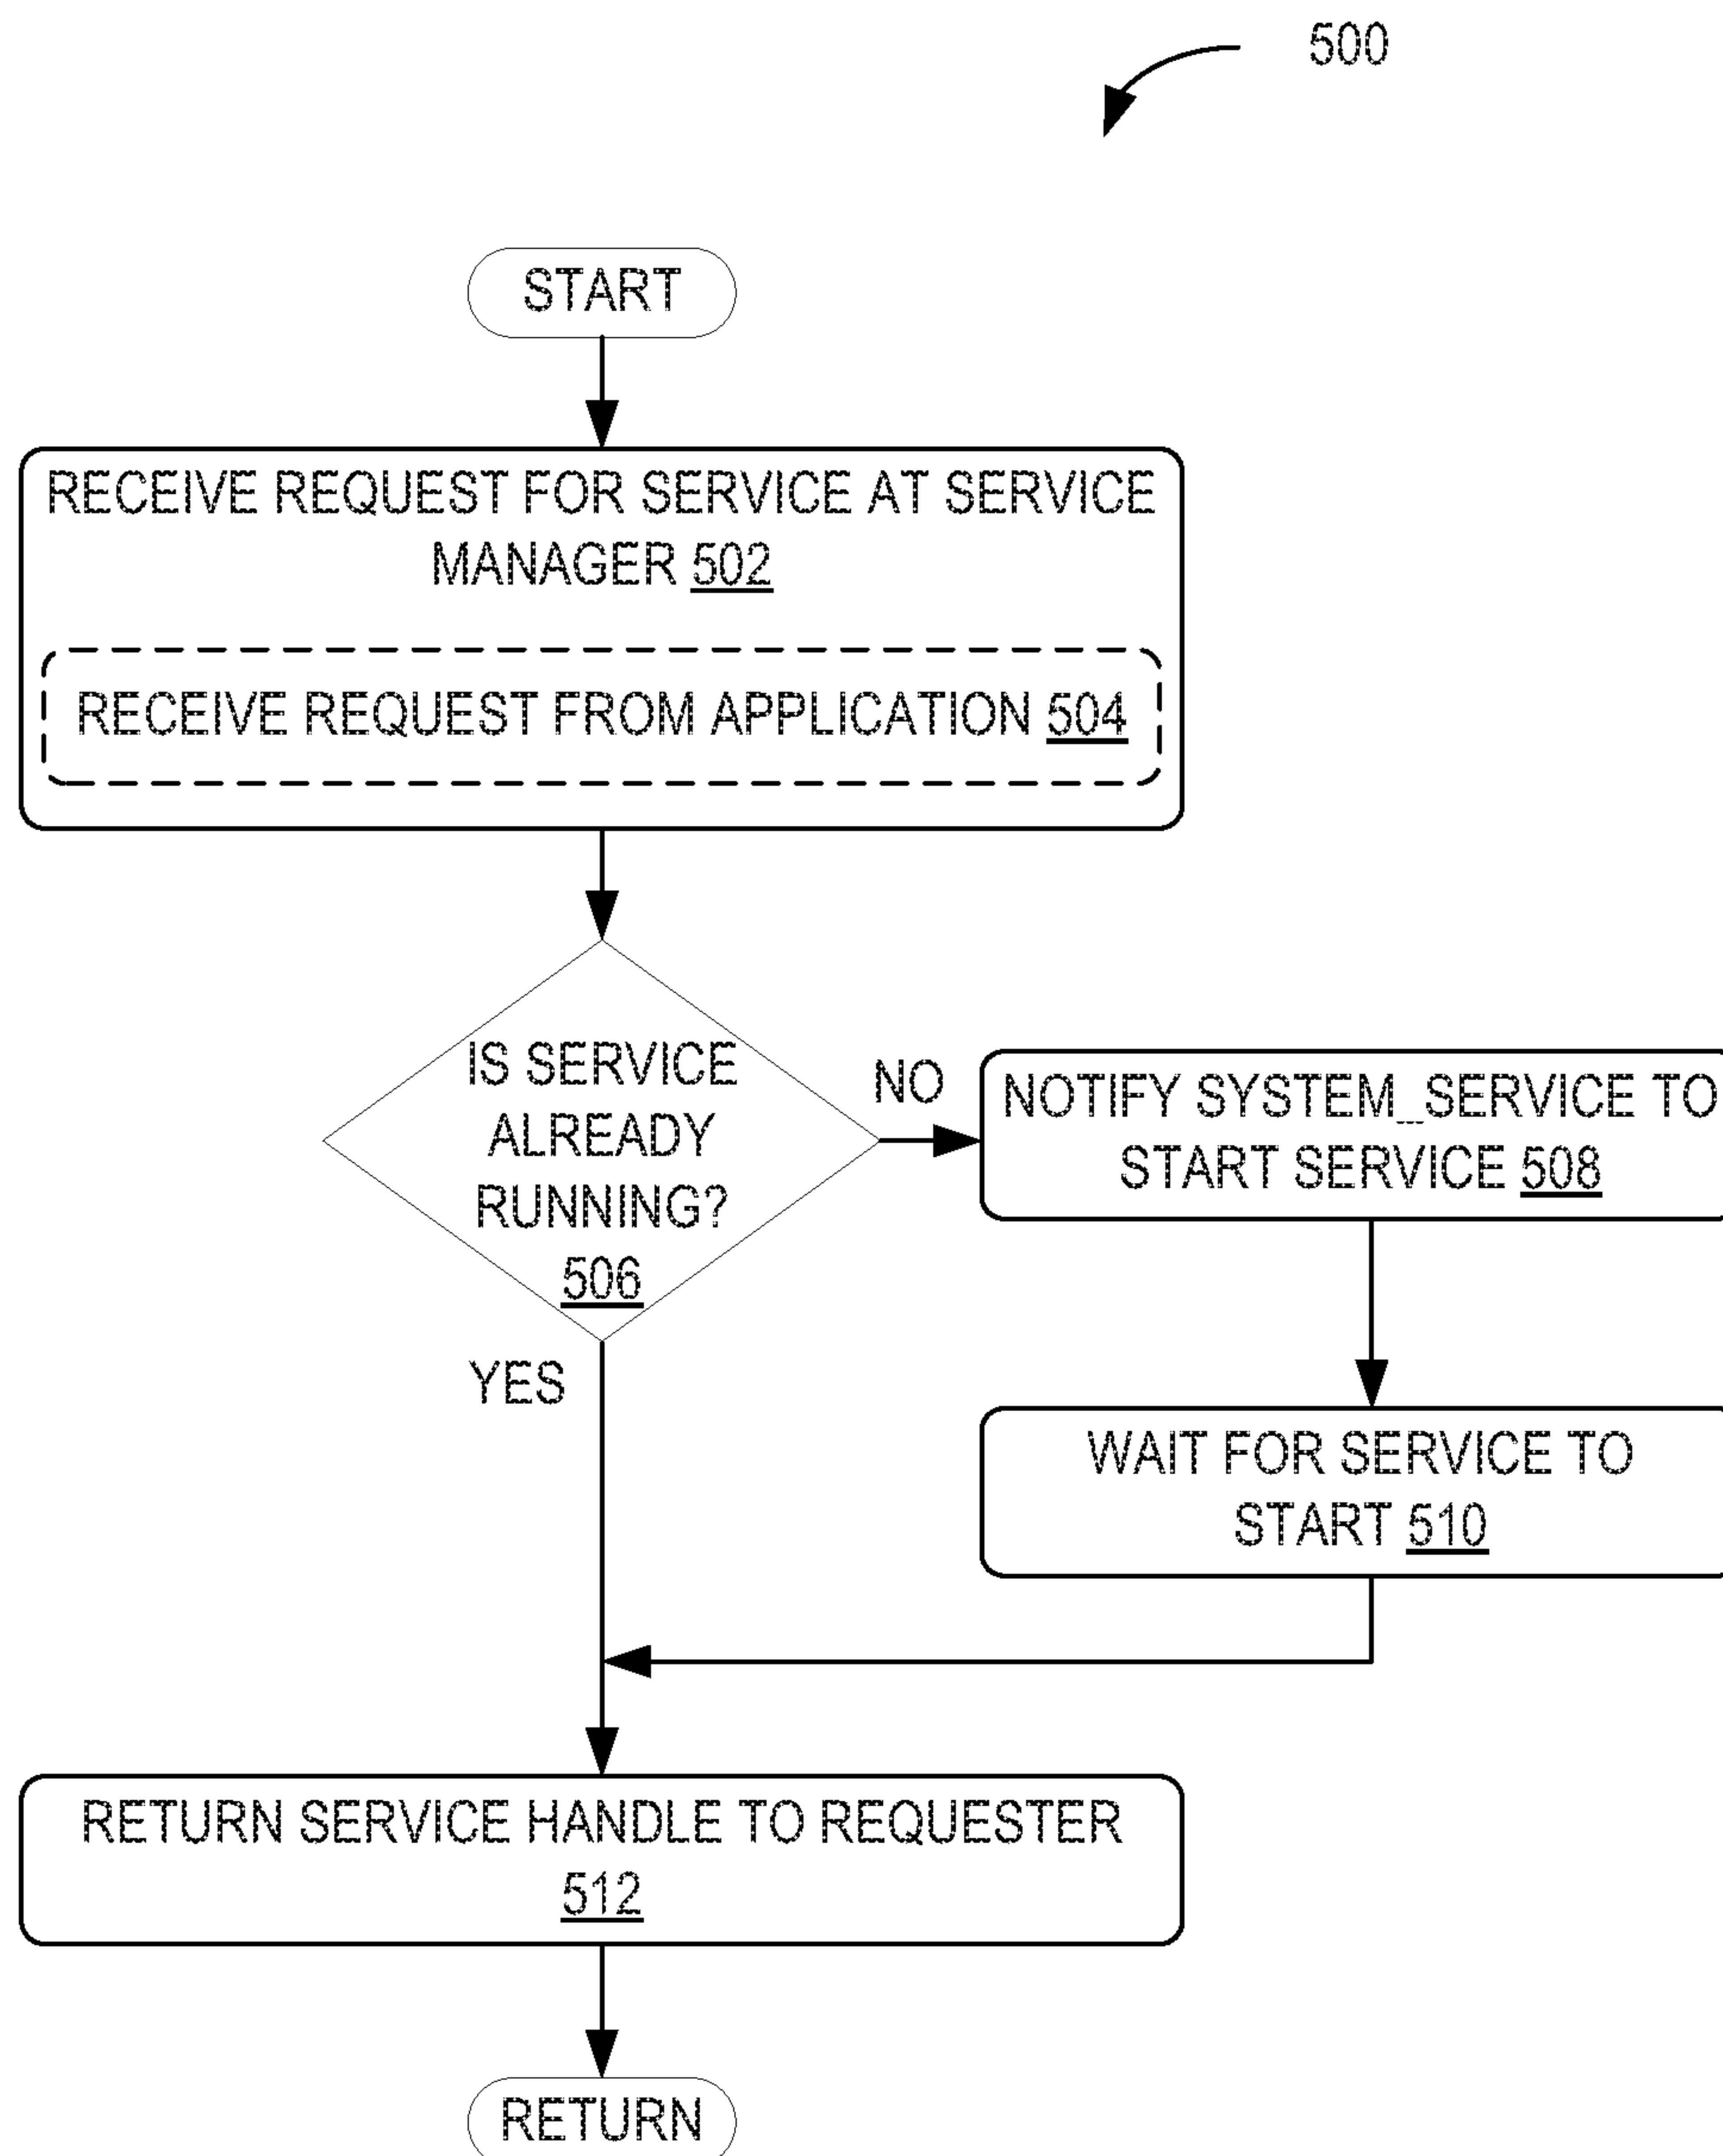 500
START
RECEIVE REQUEST FOR SERVICE AT SERVICE
MANAGER 502
RECEIVE REQUEST FROM APPLICATION 504
IS SERVICE
ALREADY
RUNNING?
506
NO
NOTIFY SYSTEM_SERVICE TO
START SERVICE 508
YES
WAIT FOR SERVICE TO
START 510
RETURN SERVICE HANDLE TO REQUESTER
512
RETURN